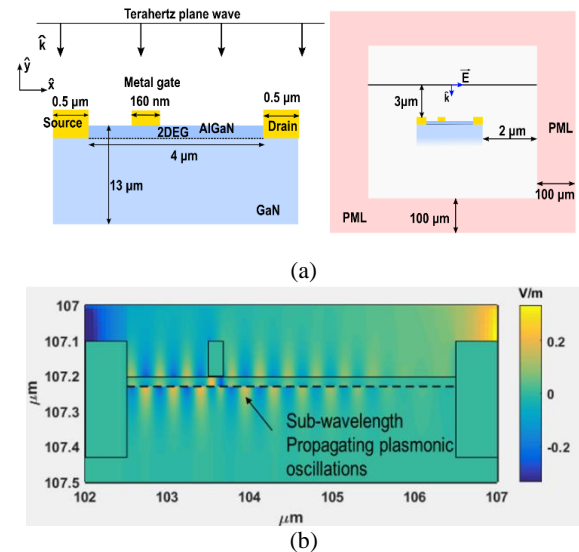 Terahertz plane wave
k̂
ŷ
x̂
Metal gate
0.5 µm
160 nm
0.5 µm
Source
AlGaN
2DEG
Drain
4 µm
13 µm
GaN
E
k̂
3µm
2 µm
PML
100 µm
PML
100 µm
(a)
V/m
107
107.1
107.2
107.3
107.4
107.5
µm
0.2
0
-0.2
Sub-wavelength
Propagating plasmonic
oscillations
102
103
104
105
106
107
µm
(b)